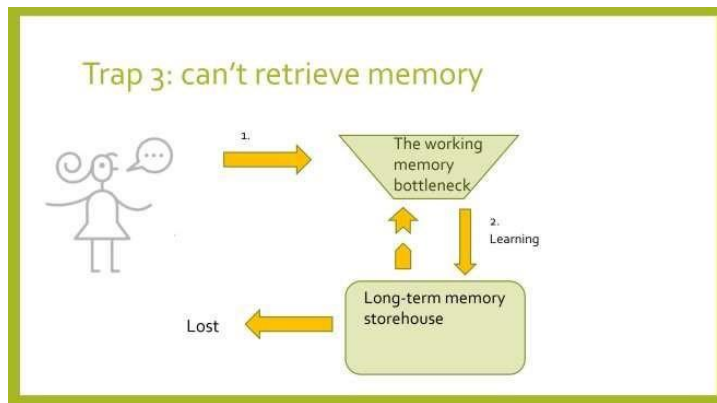 Trap 3: can't retrieve memory
1.
The working
memory
bottleneck
2.
Learning
Long-term memory
storehouse
Lost